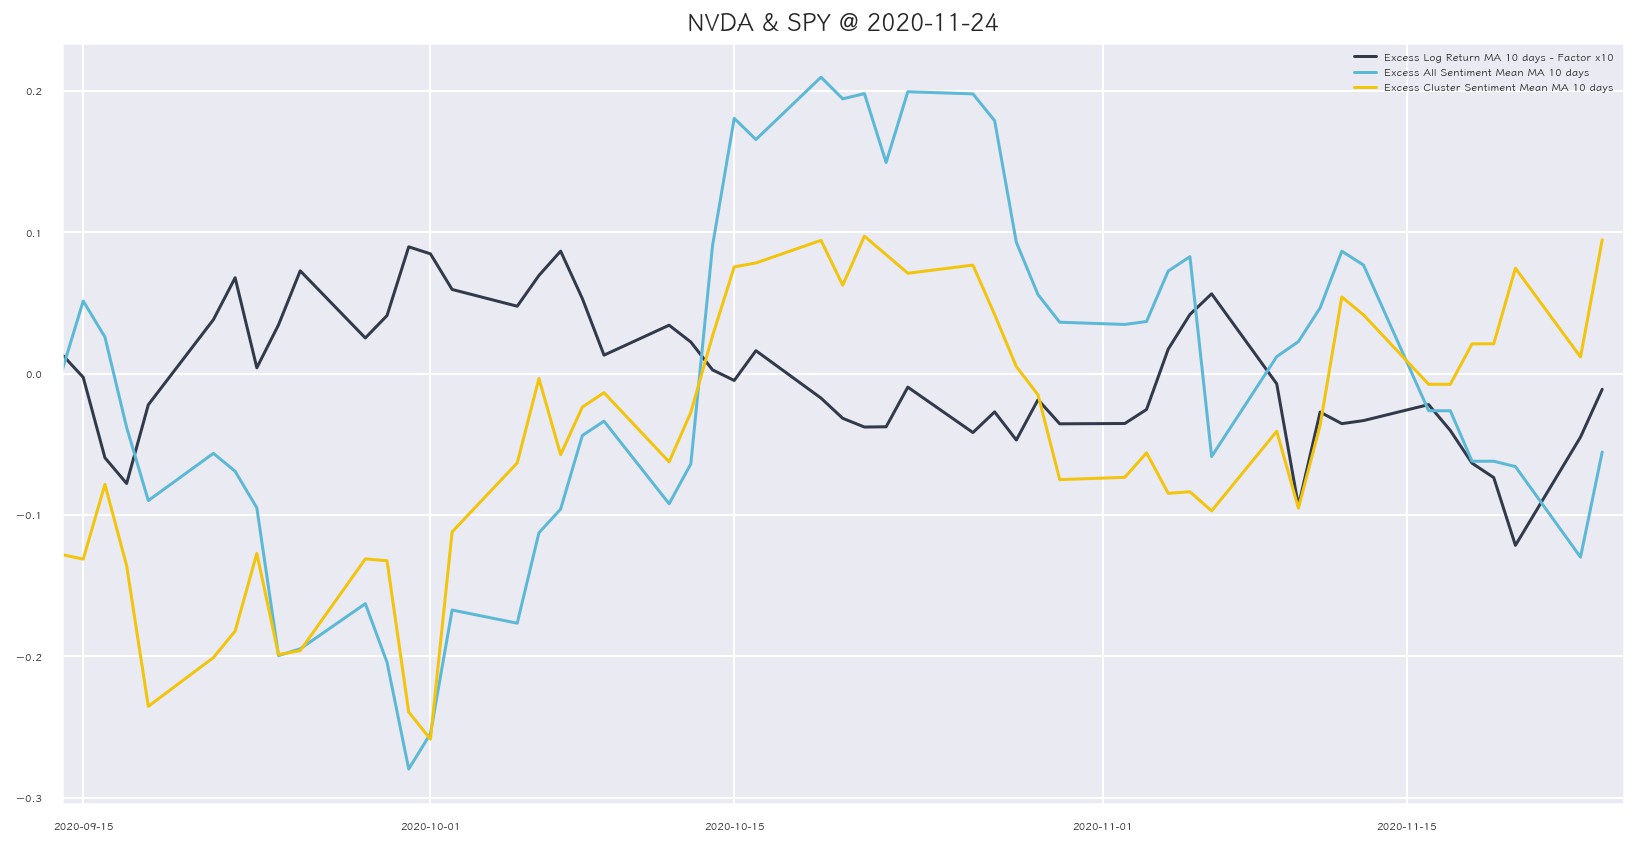 NVDA & SPY @ 2020-11-24
Excess Log Return MA 10 days - Factor x10
Excess All Sentiment Mean MA 10 days
Excess Cluster Sentiment Mean MA 10 days
0.2
0.1
0.0
−0.1
−0.2
−0.3
2020-09-15
2020-10-01
2020-10-15
2020-11-01
2020-11-15